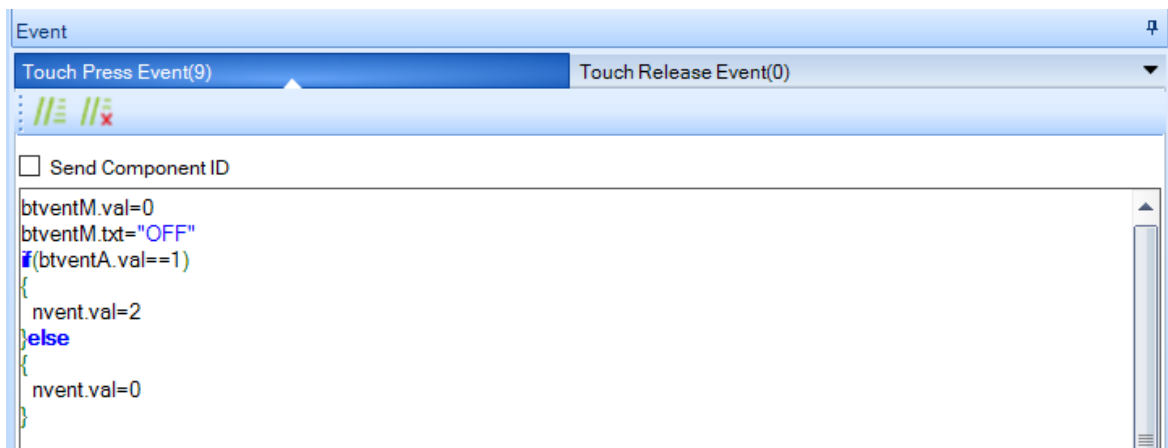 Event
Touch Press Event(9) Touch Release Event(0)
Send Component ID
btventM.val=0
btventM.txt="OFF"
if(btventA.val==1)
{
nvent.val=2
}else
{
nvent.val=0
}